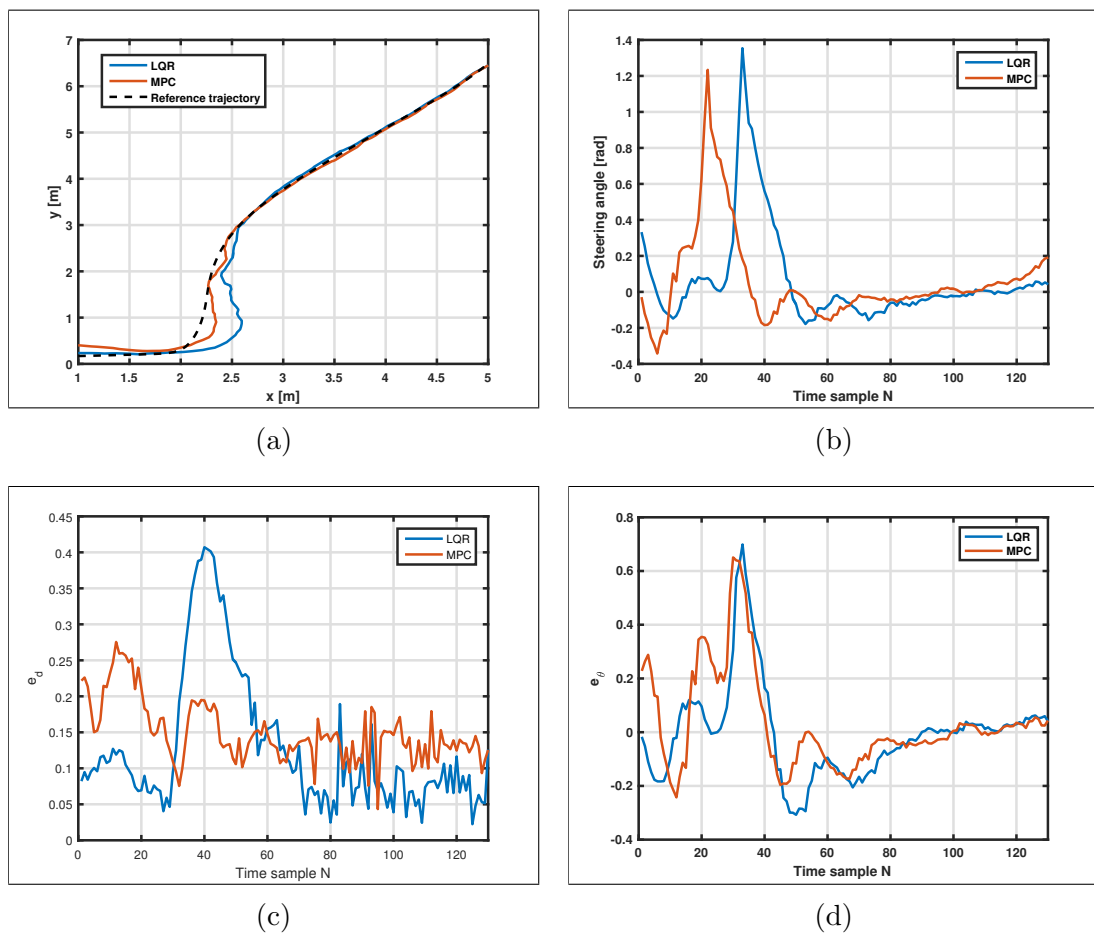 7
6
5
4
3
2
1
0
y [m]
LQR
MPC
Reference trajectory
1 1.5 2 2.5 3 3.5 4 4.5 5
x [m]
(a)
1.4
1.2
1
0.8
0.6
0.4
0.2
0
-0.2
-0.4
Steering angle [rad]
LQR
MPC
0 20 40 60 80 100 120
Time sample N
(b)
0.45
0.4
0.35
0.3
0.25
0.2
0.15
0.1
0.05
0
e_d
LQR
MPC
0 20 40 60 80 100 120
Time sample N
(c)
0.8
0.6
0.4
0.2
0
-0.2
-0.4
e_θ
LQR
MPC
0 20 40 60 80 100 120
Time sample N
(d)